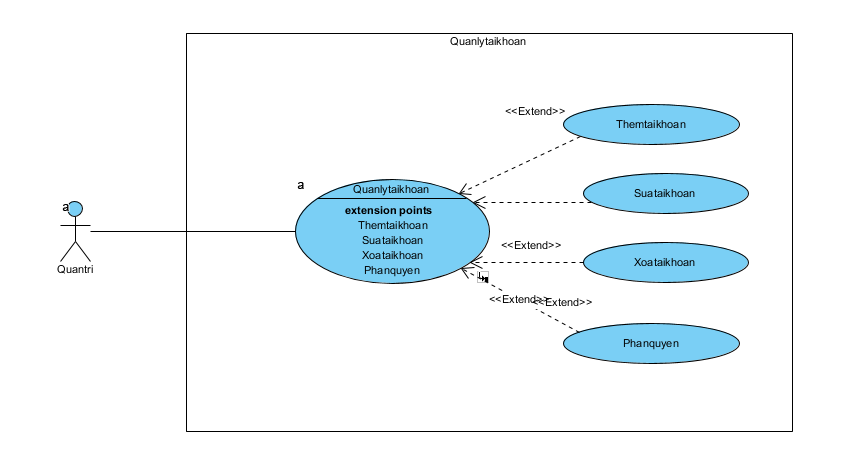 Quanlytaikhoan
<<Extend>>
Themtaikhoan
a
Quanlytaikhoan
Suataikhoan
a
extension points
Themtaikhoan
Suataikhoan
Xoataikhoan
Phanquyen
<<Extend>>
Xoataikhoan
Quantri
<<Extend>>
<<Extend>>
Phanquyen